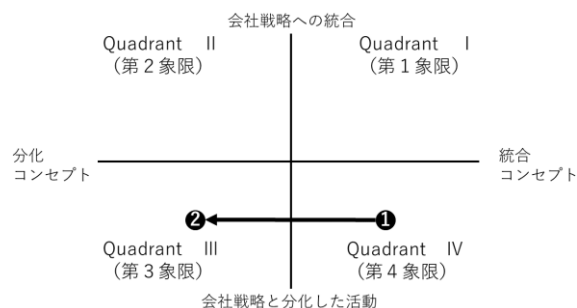 会社戦略への統合
Quadrant Ⅱ
（第２象限）
Quadrant Ⅰ
（第１象限）
分化
コンセプト
統合
コンセプト
❷
❶
Quadrant Ⅲ
（第３象限）
Quadrant Ⅳ
（第４象限）
会社戦略と分化した活動